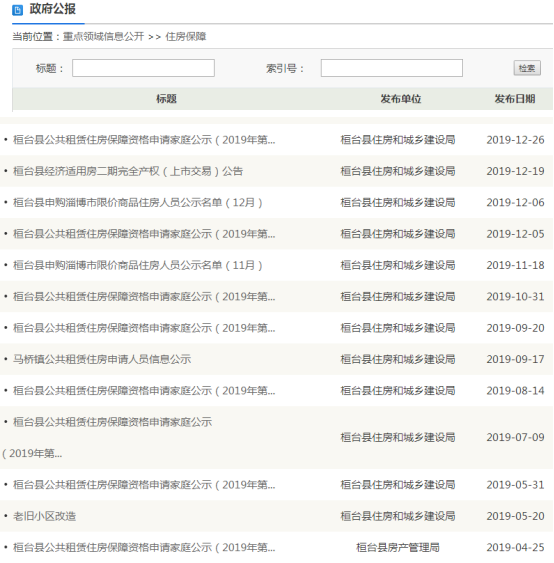 政府公报
当前位置：重点领域信息公开 >> 住房保障
标题： 索引号： 检索
标题 发布单位 发布日期
• 桓台县公共租赁住房保障资格申请家庭公示（2019年第... 桓台县住房和城乡建设局 2019-12-26
• 桓台县经济适用房二期完全产权（上市交易）公告 桓台县住房和城乡建设局 2019-12-19
• 桓台县申购淄博市限价商品住房人员公示名单（12月） 桓台县住房和城乡建设局 2019-12-06
• 桓台县公共租赁住房保障资格申请家庭公示（2019年第... 桓台县住房和城乡建设局 2019-12-05
• 桓台县申购淄博市限价商品住房人员公示名单（11月） 桓台县住房和城乡建设局 2019-11-18
• 桓台县公共租赁住房保障资格申请家庭公示（2019年第... 桓台县住房和城乡建设局 2019-10-31
• 桓台县公共租赁住房保障资格申请家庭公示（2019年第... 桓台县住房和城乡建设局 2019-09-20
• 马桥镇公共租赁住房申请人员信息公示 桓台县住房和城乡建设局 2019-09-17
• 桓台县公共租赁住房保障资格申请家庭公示（2019年第... 桓台县住房和城乡建设局 2019-08-14
• 桓台县公共租赁住房保障资格申请家庭公示
（2019年第... 桓台县住房和城乡建设局 2019-07-09
• 桓台县公共租赁住房保障资格申请家庭公示（2019年第... 桓台县住房和城乡建设局 2019-05-31
• 老旧小区改造 桓台县住房和城乡建设局 2019-05-20
• 桓台县公共租赁住房保障资格申请家庭公示（2019年第... 桓台县房产管理局 2019-04-25